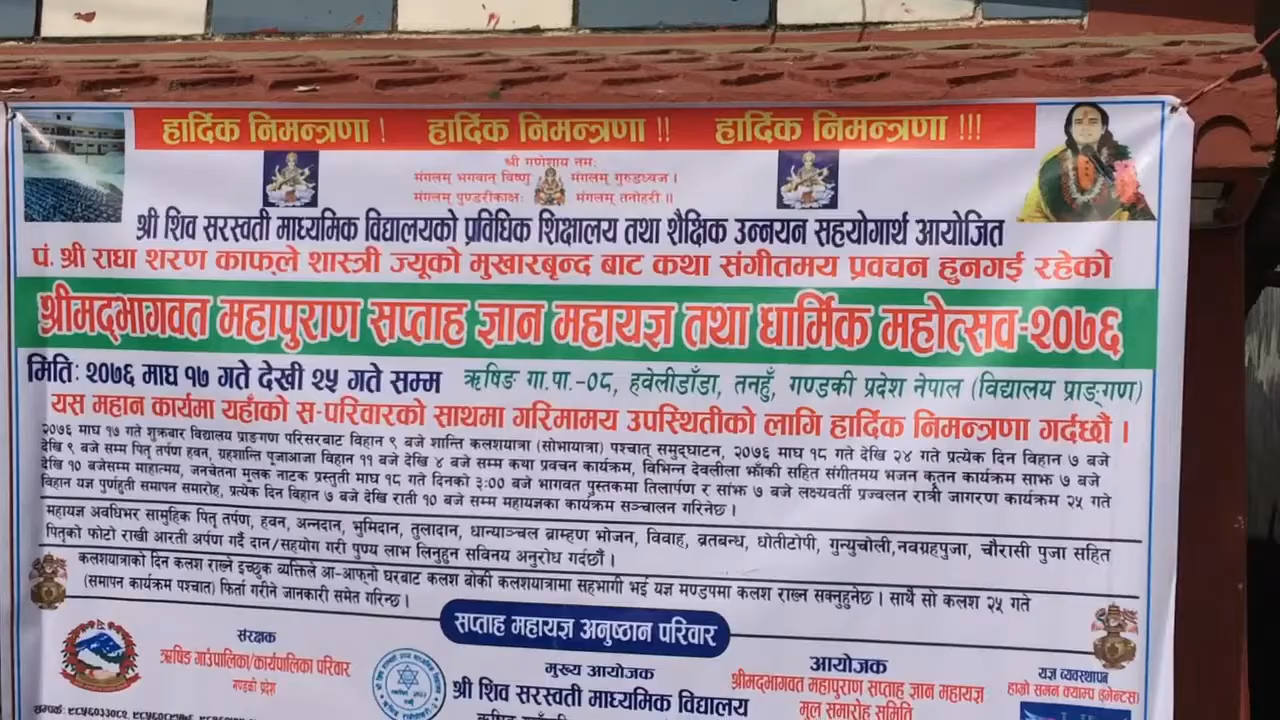 हार्दिक निमन्त्रणा ! हार्दिक निमन्त्रणा !! हार्दिक निमन्त्रणा !!!
श्री गणेशाय नमः
मंगलम् भगवान् विष्णु मंगलम् गुरुडध्वज ।
मंगलम् पुण्डरीकाक्षः मंगलम् तनोहरी ॥
श्री शिव सरस्वती माध्यमिक विद्यालयको प्रविधिक शिक्षालय तथा शैक्षिक उन्नयन सहयोगार्थ आयोजित
पं. श्री राधा शरण काफ्ले शास्त्री ज्यूको मुखारबृन्द बाट कथा संगीतमय प्रवचन हुनगई रहेको
श्रीमद्भागवत महापुराण सप्ताह ज्ञान महायज्ञ तथा धार्मिक महोत्सव-२०७६
मिति: २०७६ माघ १७ गते देखी २५ गते सम्म ऋषिङ गा.पा.-०८, हवेलीडाँडा, तनहुँ, गण्डकी प्रदेश नेपाल (विद्यालय प्राङ्गण)
यस महान कार्यमा यहाँको स-परिवारको साथमा गरिमामय उपस्थितीको लागि हार्दिक निमन्त्रणा गर्दछौं ।
२०७६ माघ १७ गते शुक्रबार विद्यालय प्राङगण परिसरबाट विहान ९ बजे शान्ति कलशयात्रा (सोभायात्रा) पश्चात् समुद्घाटन, २०७६ माघ १८ गते देखि २४ गते प्रत्येक दिन विहान ७ बजे
देखि ९ बजे सम्म पितृ तर्पण हवन, ग्रहशान्ति पूजाआजा विहान ११ बजे देखि ४ बजे सम्म कथा प्रवचन कार्यक्रम, विभिन्न देवलीला झाँकी सहित संगीतमय भजन कृतन कार्यक्रम साझ ७ बजे
देखि १० बजेसम्म माहात्मय, जनचेतना मुलक नाटक प्रस्तुती माघ १८ गते दिनको ३:०० बजे भागवत पुस्तकमा तिलार्पण र साँझ ७ बजे लक्ष्यवर्ती प्रज्वलन रात्री जागरण कार्यक्रम २५ गते
विहान यज्ञ पुर्णहुती समापन समारोह, प्रत्येक दिन विहान ७ बजे देखि राती १० बजे सम्म महायज्ञका कार्यक्रम सञ्चालन गरिनेछ ।
महायज्ञ अवधिभर सामुहिक पितृ तर्पण, हवन, अन्नदान, भुमिदान, तुलादान, धान्याञ्चल ब्राम्हण भोजन, विवाह, ब्रतबन्ध, धोतीटोपी, गुन्युचोली,नवग्रहपुजा, चौरासी पुजा सहित
पितृको फोटो राखी आरती अर्पण गर्दै दान/सहयोग गरी पुण्य लाभ लिनुहुन सविनय अनुरोध गर्दछौं ।
कलशयात्राको दिन कलश राख्ने इच्छुक व्यक्तिले आ-आफ्नो घरबाट कलश बोकी कलशयात्रामा सहभागी भई यज्ञ मण्डपमा कलश राख्न सक्नुहुनेछ । साथै सो कलश २५ गते
(समापन कार्यक्रम पश्चात) फिर्ता गरीने जानकारी समेत गरिन्छ ।
सप्ताह महायज्ञ अनुष्ठान परिवार
संरक्षक
ऋषिङ गाउँपालिका/कार्यपालिका परिवार
गण्डकी प्रदेश
मुख्य आयोजक
श्री शिव सरस्वती माध्यमिक विद्यालय
आयोजक
श्रीमदभागवत महापुराण सप्ताह ज्ञान महायज्ञ
मूल समारोह समिति
यज्ञ व्यवस्थापन